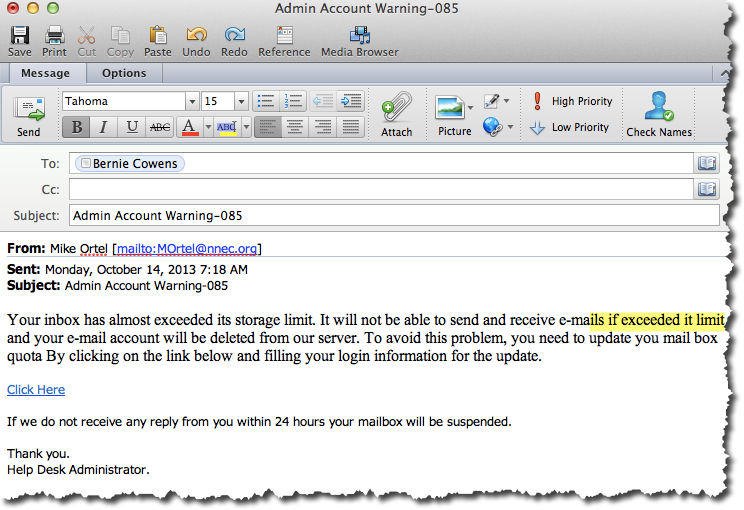 Admin Account Warning-085
Save Print Cut Copy Paste Undo Redo Reference Media Browser
Message Options
Tahoma 15 High Priority
Send B I U ABC A ABC Attach Picture Low Priority Check Names
To: Bernie Cowens
Cc:
Subject: Admin Account Warning-085
From: Mike Ortel [mailto:MOrtel@nnec.org]
Sent: Monday, October 14, 2013 7:18 AM
Subject: Admin Account Warning-085
Your inbox has almost exceeded its storage limit. It will not be able to send and receive e-mails if exceeded it limit
and your e-mail account will be deleted from our server. To avoid this problem, you need to update you mail box
quota By clicking on the link below and filling your login information for the update.
Click Here
If we do not receive any reply from you within 24 hours your mailbox will be suspended.
Thank you.
Help Desk Administrator.